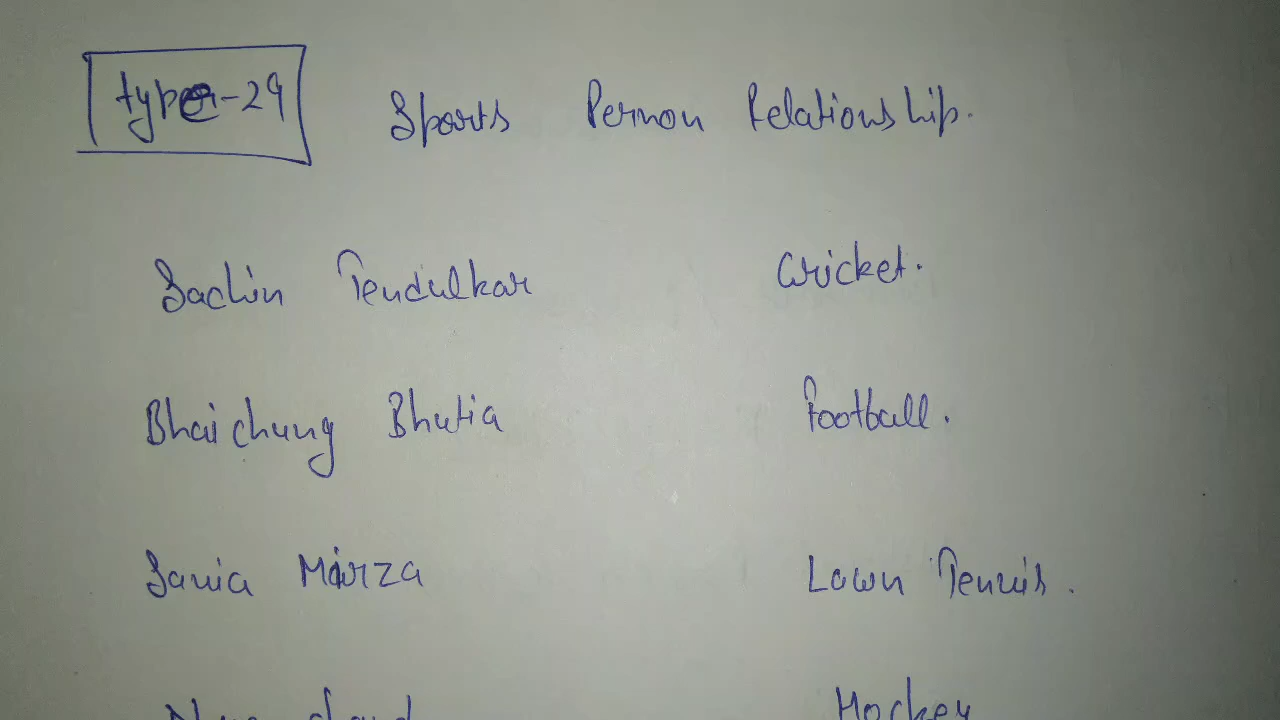 type-29 Sports Person Relationship.
Sachin Tendulkar Cricket.
Bhaichung Bhutia Football.
Sania Mirza Lawn Tennis.
Hockey